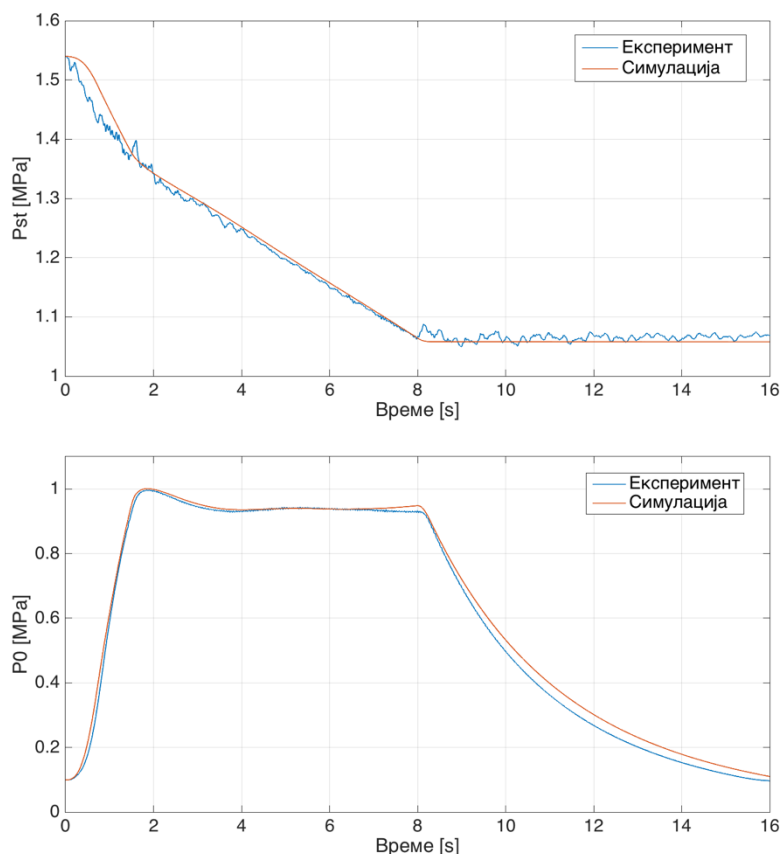 1.6
1.5
1.4
1.3
1.2
1.1
1
Pst [MPa]
Експеримент
Симулација
0 2 4 6 8 10 12 14 16
Време [s]
1
0.8
0.6
0.4
0.2
0
P0 [MPa]
Експеримент
Симулација
0 2 4 6 8 10 12 14 16
Време [s]